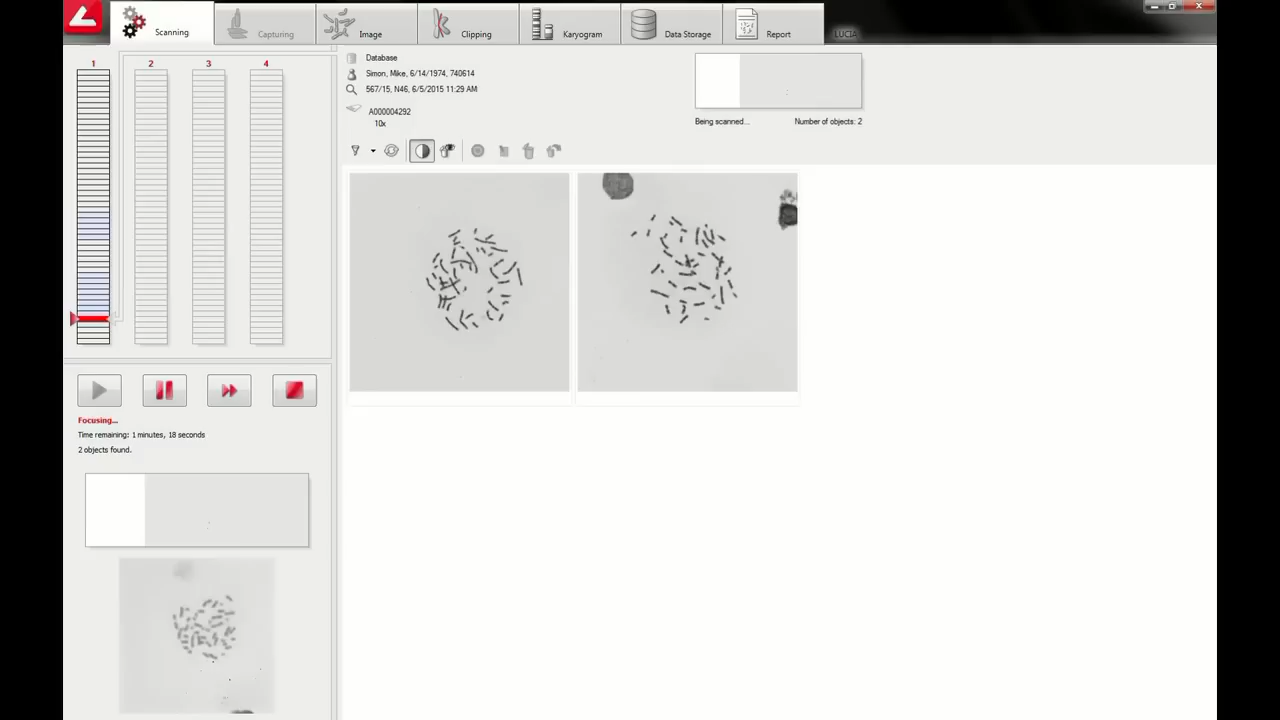 Scanning
Capturing
Image
Clipping
Karyogram
Data Storage
Report
LUCIA
1
2
3
4
Database
Simon, Mike, 6/14/1974, 740614
567/15, N46, 6/5/2015 11:29 AM
A000004292
10x
Being scanned...
Number of objects: 2
Focusing...
Time remaining: 1 minutes, 18 seconds
2 objects found.